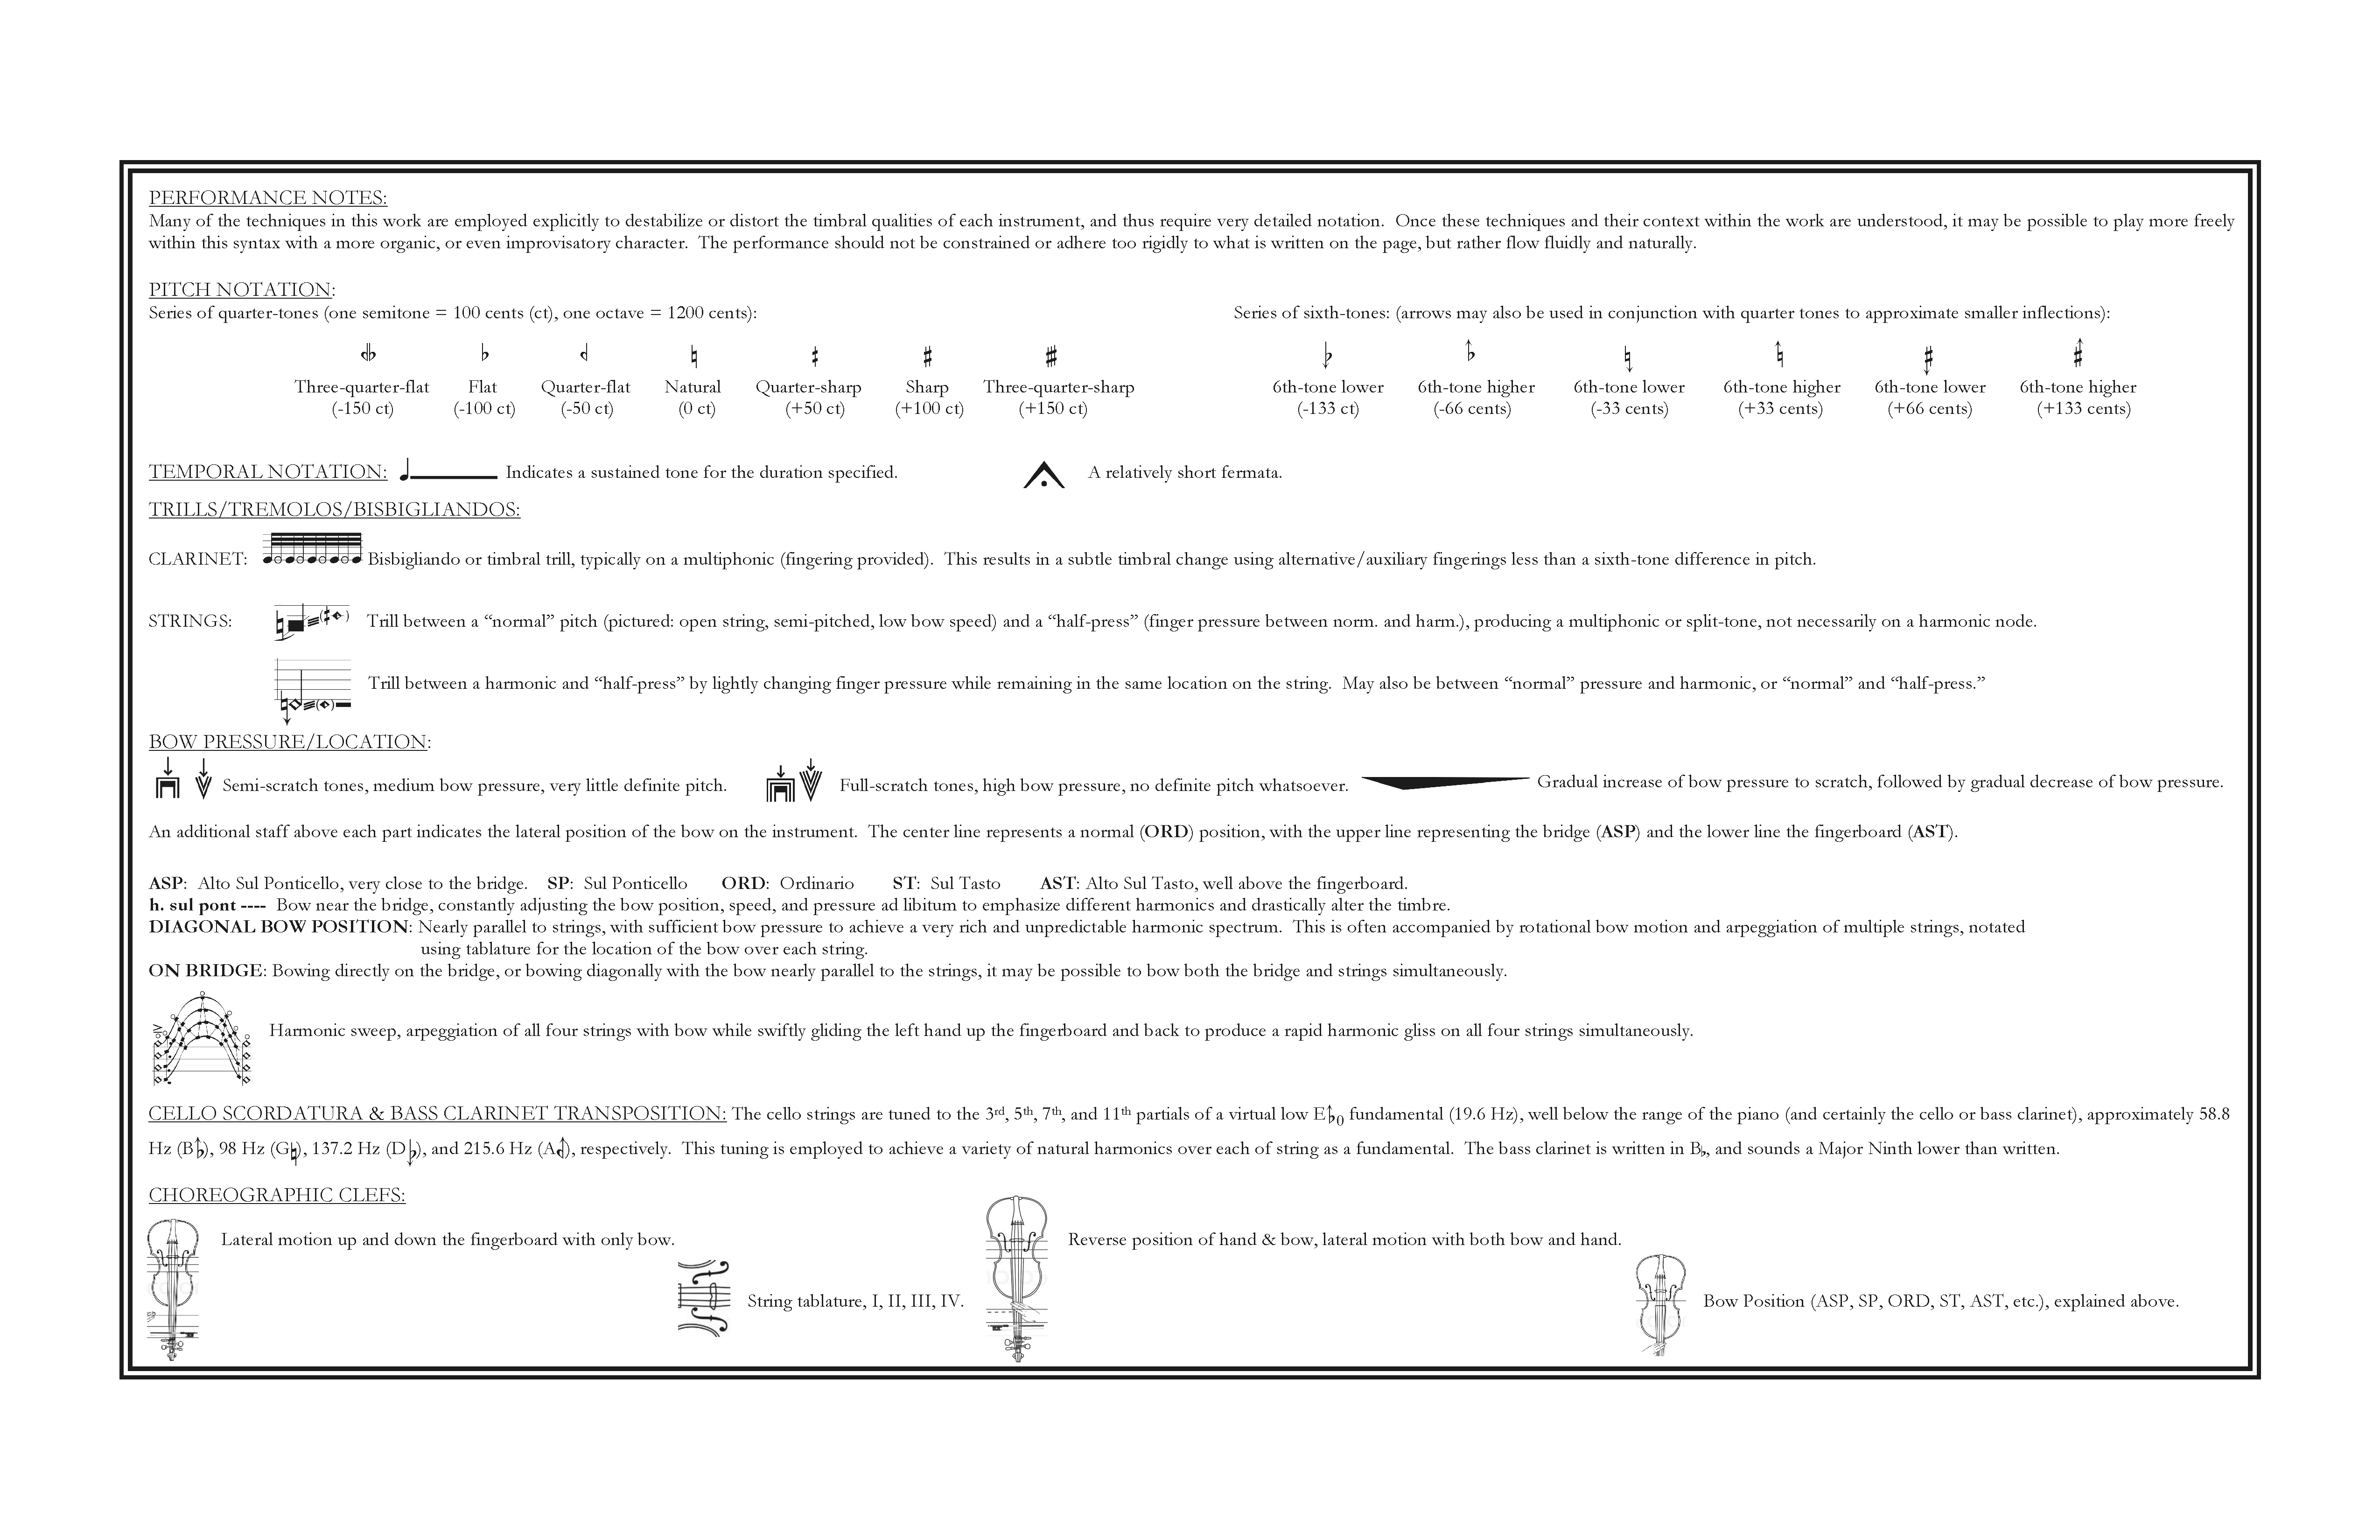 PERFORMANCE NOTES:
Many of the techniques in this work are employed explicitly to destabilize or distort the timbral qualities of each instrument, and thus require very detailed notation.  Once these techniques and their context within the work are understood, it may be possible to play more freely
within this syntax with a more organic, or even improvisatory character.  The performance should not be constrained or adhere too rigidly to what is written on the page, but rather flow fluidly and naturally.
PITCH NOTATION:
Series of quarter-tones (one semitone = 100 cents (ct), one octave = 1200 cents):
Three-quarter-flat Flat Quarter-flat Natural Quarter-sharp Sharp Three-quarter-sharp
(-150 ct) (-100 ct) (-50 ct) (0 ct) (+50 ct) (+100 ct) (+150 ct)
Series of sixth-tones: (arrows may also be used in conjunction with quarter tones to approximate smaller inflections):
6th-tone lower 6th-tone higher 6th-tone lower 6th-tone higher 6th-tone lower 6th-tone higher
(-133 ct) (-66 cents) (-33 cents) (+33 cents) (+66 cents) (+133 cents)
TEMPORAL NOTATION: Indicates a sustained tone for the duration specified. A relatively short fermata.
TRILLS/TREMOLOS/BISBIGLIANDOS:
CLARINET: Bisbigliando or timbral trill, typically on a multiphonic (fingering provided).  This results in a subtle timbral change using alternative/auxiliary fingerings less than a sixth-tone difference in pitch.
STRINGS: Trill between a “normal” pitch (pictured: open string, semi-pitched, low bow speed) and a “half-press” (finger pressure between norm. and harm.), producing a multiphonic or split-tone, not necessarily on a harmonic node.
Trill between a harmonic and “half-press” by lightly changing finger pressure while remaining in the same location on the string.  May also be between “normal” pressure and harmonic, or “normal” and “half-press.”
BOW PRESSURE/LOCATION:
Semi-scratch tones, medium bow pressure, very little definite pitch. Full-scratch tones, high bow pressure, no definite pitch whatsoever. Gradual increase of bow pressure to scratch, followed by gradual decrease of bow pressure.
An additional staff above each part indicates the lateral position of the bow on the instrument.  The center line represents a normal (ORD) position, with the upper line representing the bridge (ASP) and the lower line the fingerboard (AST).
ASP:  Alto Sul Ponticello, very close to the bridge. SP:  Sul Ponticello ORD:  Ordinario ST:  Sul Tasto AST: Alto Sul Tasto, well above the fingerboard.
h. sul pont ----  Bow near the bridge, constantly adjusting the bow position, speed, and pressure ad libitum to emphasize different harmonics and drastically alter the timbre.
DIAGONAL BOW POSITION: Nearly parallel to strings, with sufficient bow pressure to achieve a very rich and unpredictable harmonic spectrum.  This is often accompanied by rotational bow motion and arpeggiation of multiple strings, notated
using tablature for the location of the bow over each string.
ON BRIDGE: Bowing directly on the bridge, or bowing diagonally with the bow nearly parallel to the strings, it may be possible to bow both the bridge and strings simultaneously.
IV
Harmonic sweep, arpeggiation of all four strings with bow while swiftly gliding the left hand up the fingerboard and back to produce a rapid harmonic gliss on all four strings simultaneously.
CELLO SCORDATURA & BASS CLARINET TRANSPOSITION: The cello strings are tuned to the 3rd, 5th, 7th, and 11th partials of a virtual low E♭0 fundamental (19.6 Hz), well below the range of the piano (and certainly the cello or bass clarinet), approximately 58.8
Hz (B♭), 98 Hz (G♮), 137.2 Hz (D♭), and 215.6 Hz (A), respectively.  This tuning is employed to achieve a variety of natural harmonics over each of string as a fundamental.  The bass clarinet is written in B♭, and sounds a Major Ninth lower than written.
CHOREOGRAPHIC CLEFS:
Lateral motion up and down the fingerboard with only bow.
String tablature, I, II, III, IV.
Reverse position of hand & bow, lateral motion with both bow and hand.
Bow Position (ASP, SP, ORD, ST, AST, etc.), explained above.